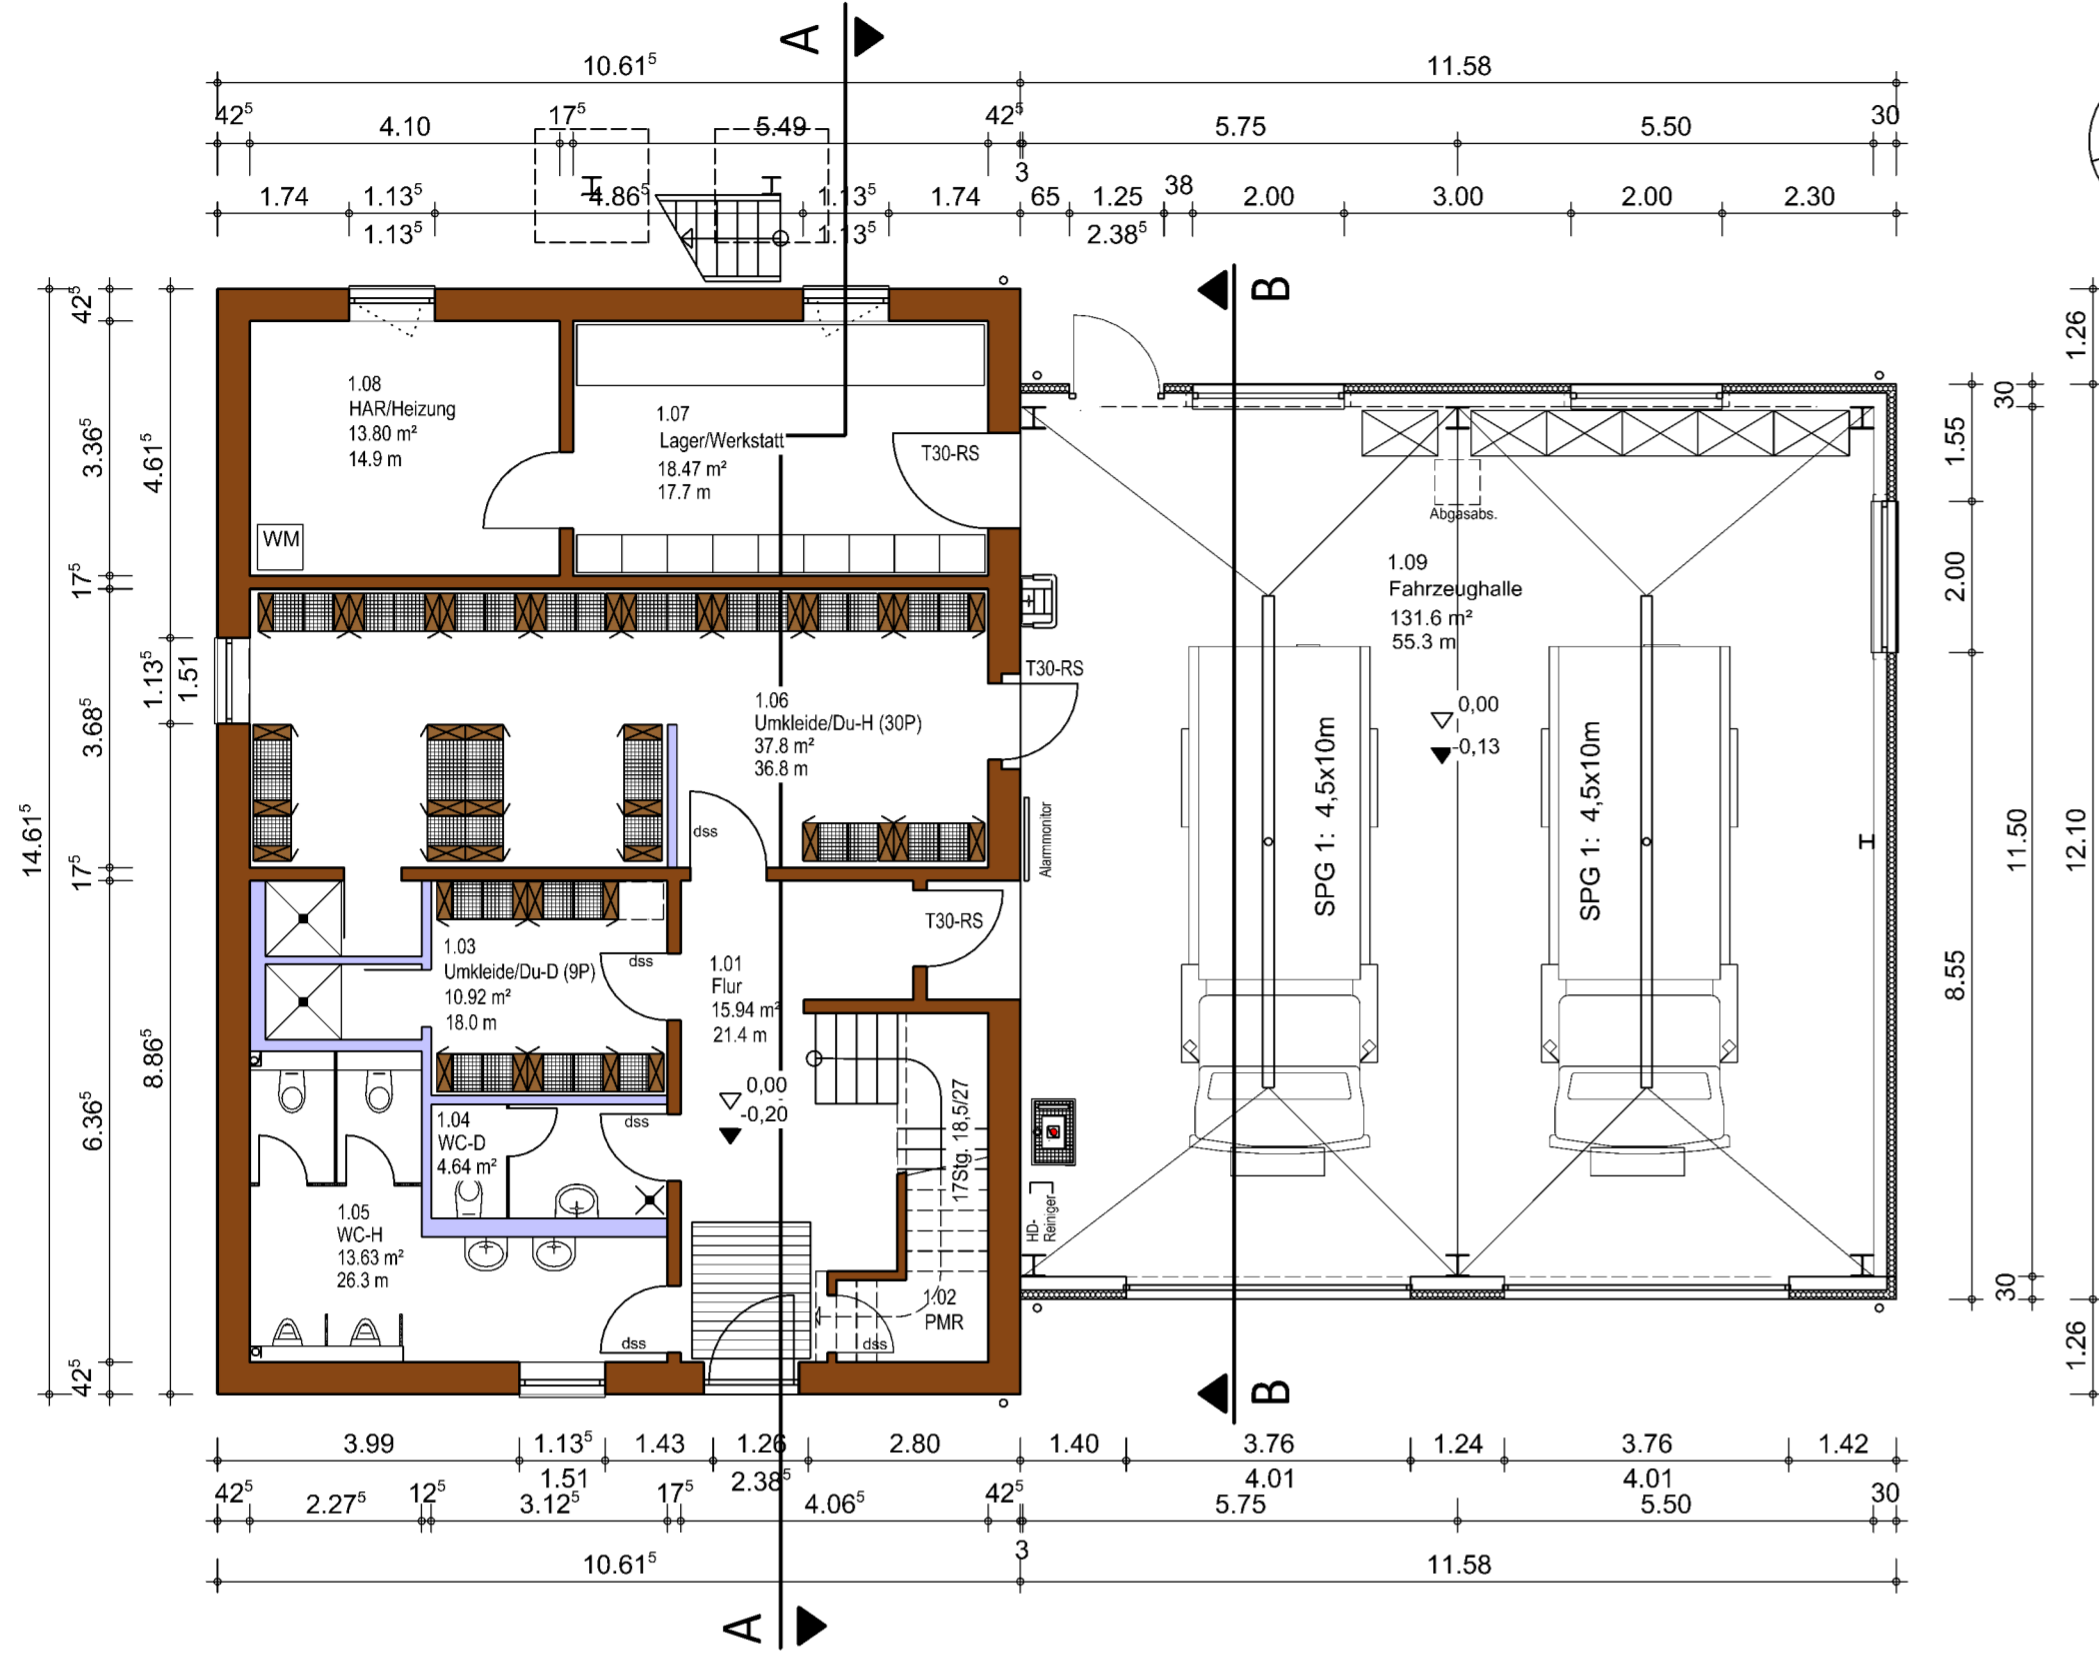 A
10.61⁵ 11.58
42⁵ 4.10 17⁵ 5.49 42⁵ 5.75 5.50 30
3
1.74 1.13⁵ 4.86⁵ 1.13⁵ 1.74 65 1.25 38 2.00 3.00 2.00 2.30
1.13⁵ 1.13⁵ 2.38⁵
B
14.61⁵
42⁵
3.36⁵
17⁵
3.68⁵
17⁵
6.36⁵
42⁵
4.61⁵
1.13⁵
1.51
8.86⁵
1.08
HAR/Heizung
13.80 m²
14.9 m
WM
1.07
Lager/Werkstatt
18.47 m²
17.7 m
T30-RS
1.06
Umkleide/Du-H (30P)
37.8 m²
36.8 m
T30-RS
dss
Alarmmonitor
1.03
Umkleide/Du-D (9P)
10.92 m²
18.0 m
dss
1.01
Flur
15.94 m²
21.4 m
T30-RS
0,00
-0,20
1.04
WC-D
4.64 m²
dss
1.05
WC-H
13.63 m²
26.3 m
dss
17Stg. 18,5/27
1.02
PMR
dss
HD-
Reiniger
Abgasabs.
1.09
Fahrzeughalle
131.6 m²
55.3 m
0,00
-0,13
SPG 1: 4,5x10m
SPG 1: 4,5x10m
1.55
2.00
8.55
30
11.50
30
1.26
12.10
1.26
B
3.99 1.13⁵ 1.43 1.26 2.80 1.40 3.76 1.24 3.76 1.42
1.51 2.38⁵ 4.01 4.01
42⁵ 2.27⁵ 12⁵ 3.12⁵ 17⁵ 4.06⁵ 42⁵ 5.75 5.50 30
3
10.61⁵ 11.58
A